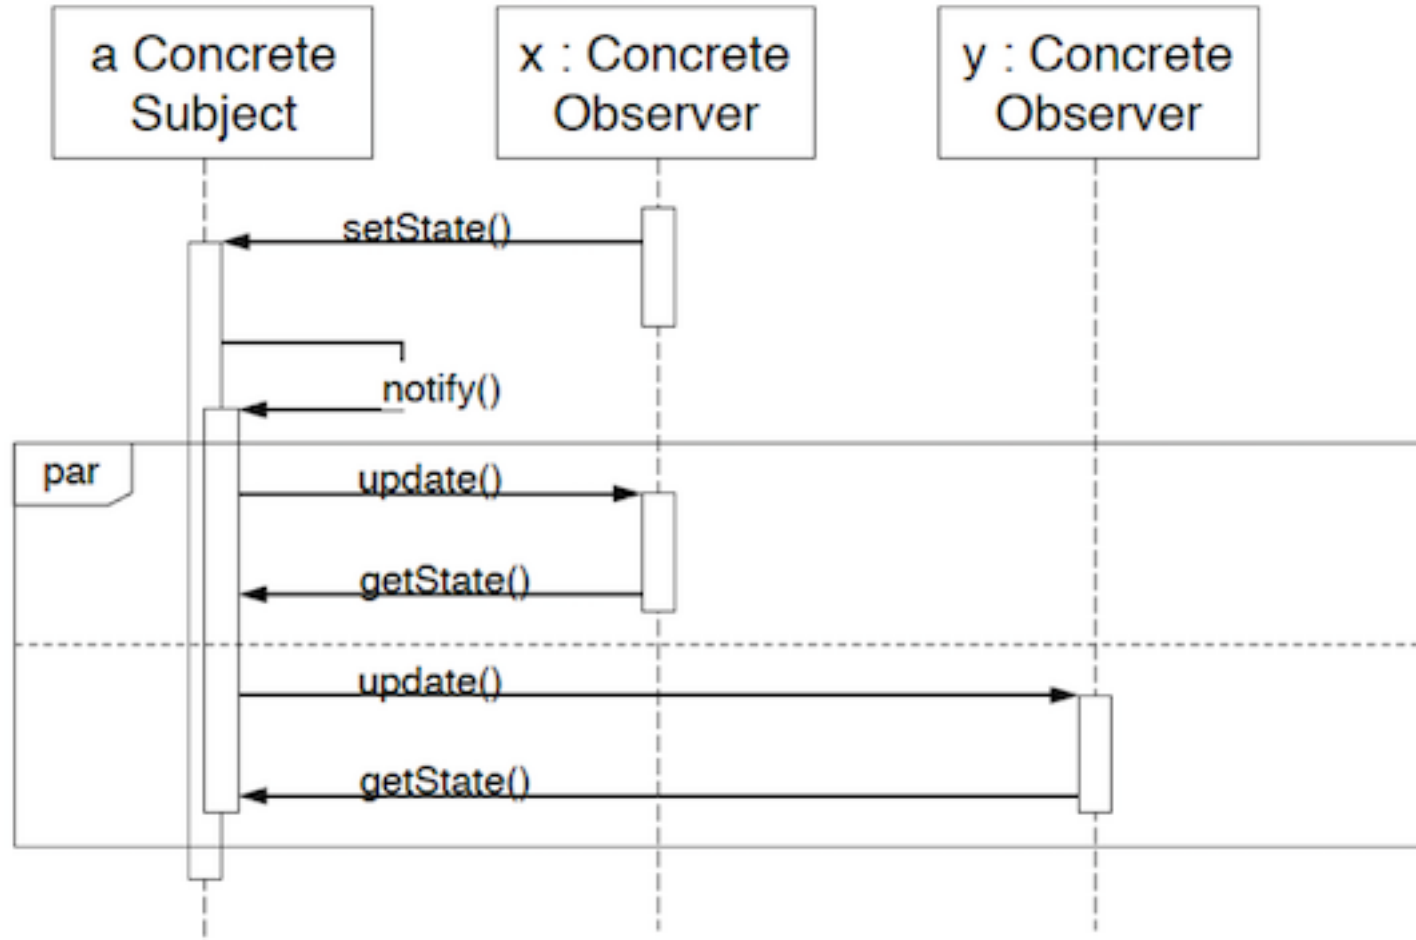 a Concrete
Subject
x : Concrete
Observer
y : Concrete
Observer
setState()
notify()
par
update()
getState()
update()
getState()